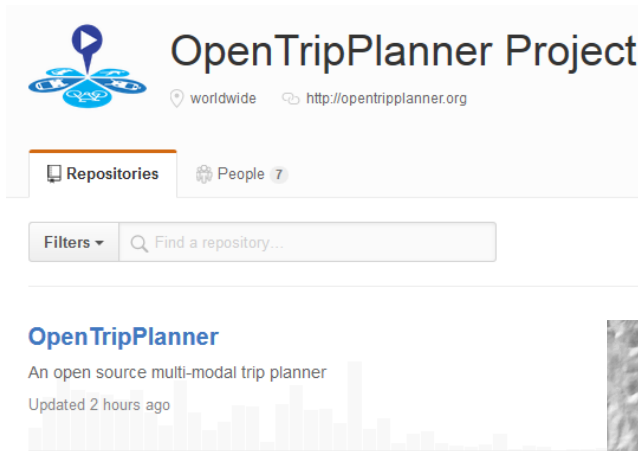 OpenTripPlanner Project
worldwide http://opentripplanner.org
Repositories People 7
Filters Find a repository...
OpenTripPlanner
An open source multi-modal trip planner
Updated 2 hours ago